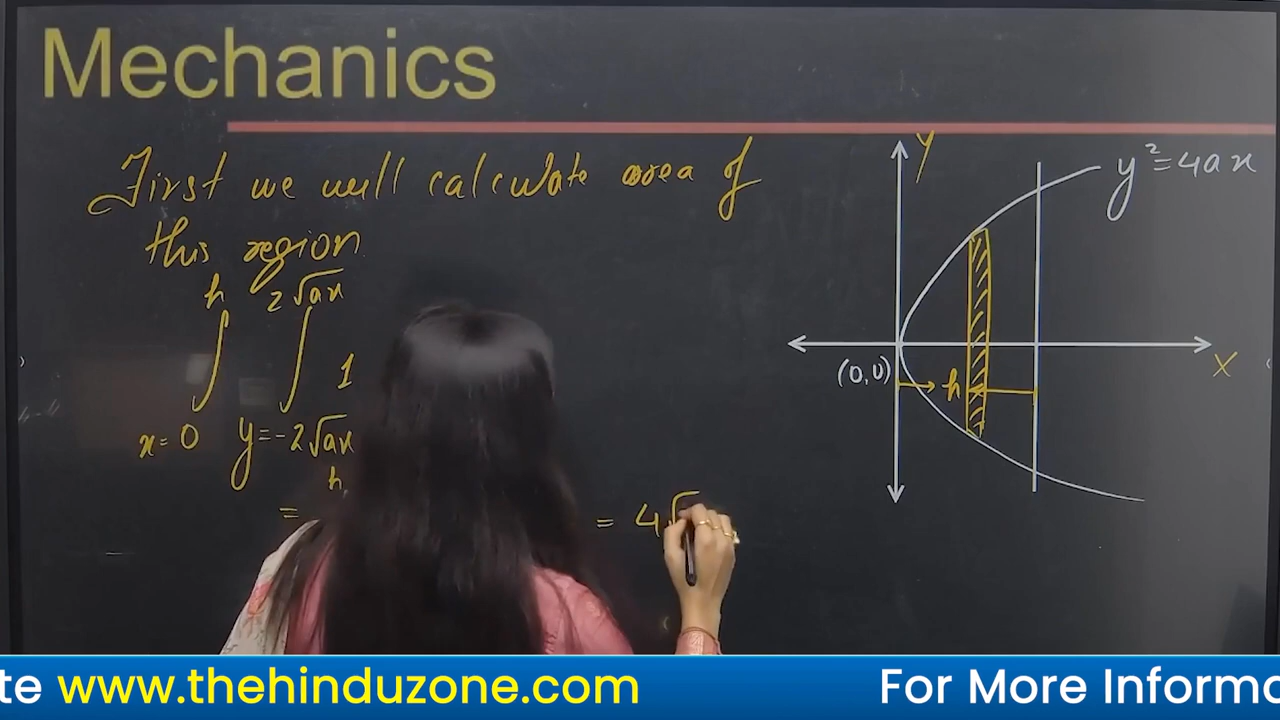 Mechanics
First we will calculate area of
this region
h 2√ax
∫ ∫ 1
x=0 y=-2√ax
h
= = 4√
Y
y²=4ax
(0,0)
h
X
te www.thehinduzone.com For More Informa